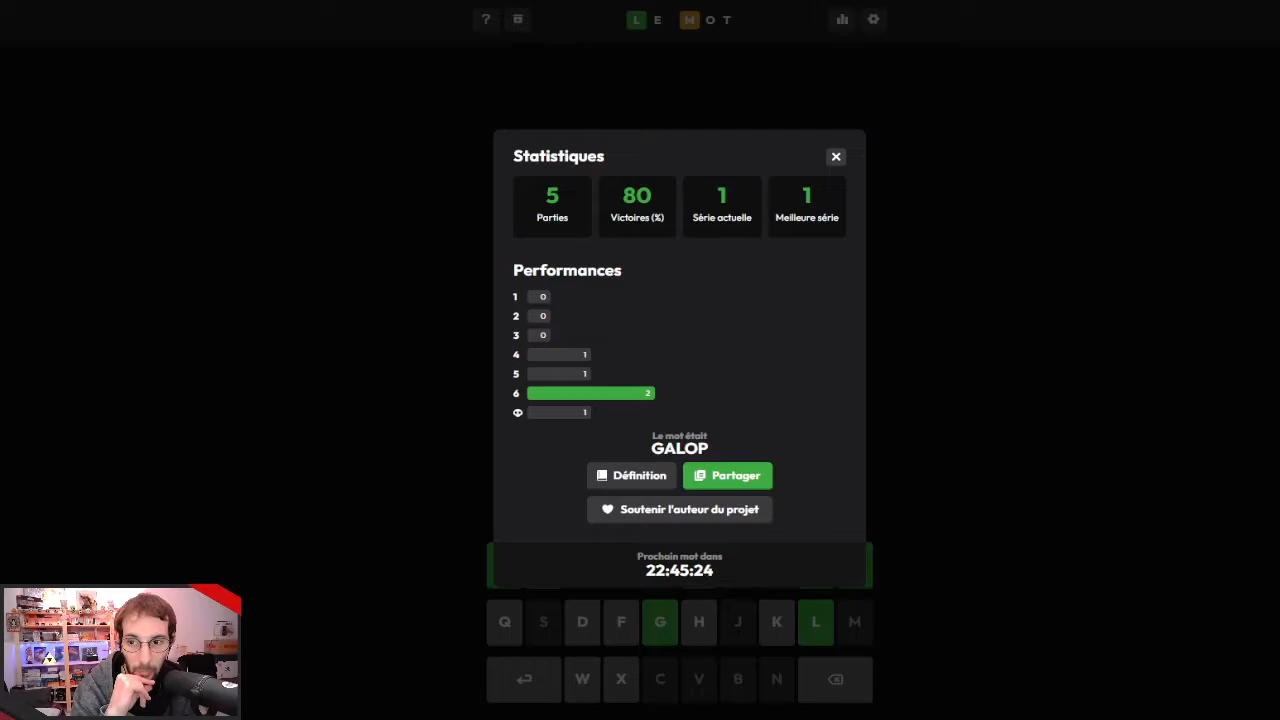 ? LE MOT
Statistiques
5 80 1 1
Parties Victoires (%) Série actuelle Meilleure série
Performances
1 0
2 0
3 0
4 1
5 1
6 2
1
Le mot était
GALOP
Définition Partager
Soutenir l'auteur du projet
Prochain mot dans
22:45:24
Q S D F G H J K L M
W X C V B N